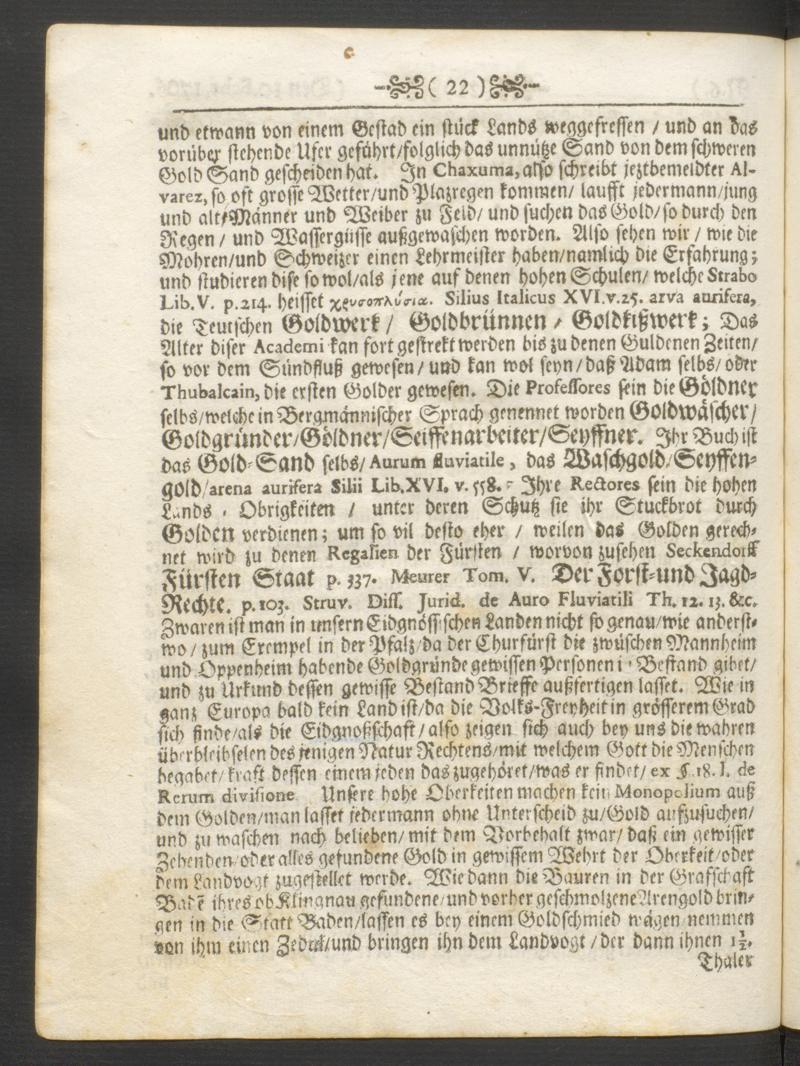 ( 22 )
und etwann von einem Gestad ein stück Lands weggefressen / und an das
vorüber stehende Ufer geführt/folglich das unnütze Sand von dem schweren
Gold Sand gescheiden hat. In Chaxuma, also schreibt jeztbemeldter Al-
varez, so oft grosse Wetter/und Plazregen kommen/ laufft jedermann/jung
und alt/Männer und Weiber zu Feld/ und suchen das Gold/ so durch den
Regen / und Wassergüsse außgewaschen worden. Also sehen wir / wie die
Mohren/und Schweizer einen Lehrmeister haben/namlich die Erfahrung;
und studieren dise so wol/als jene auf denen hohen Schulen/ welche Strabo
Lib. V. p. 214. heisset χρυσοπλύσια. Silius Italicus XVI.v.25. arva aurifera,
die Teutschen Goldwerk / Goldbrünnen / Goldkißwerk; Das
Alter diser Academi kan fort gestrekt werden bis zu denen Guldenen Zeiten/
so vor dem Sündfluß gewesen / und kan wol seyn / daß Adam selbs/ oder
Thubalcain, die ersten Golder gewesen. Die Professores sein die Göldner
selbs/welche in Bergmännischer Sprach genennet worden Goldwäscher/
Goldgründer/Göldner/Seiffenarbeiter/Seyffner. Ihr Buch ist
das Gold-Sand selbs/ Aurum fluviatile, das Waschgold/Seyffen-
gold/arena aurifera Silii Lib. XVI. v. 558. - Ihre Rectores sein die hohen
Lands - Obrigkeiten / unter deren Schutz sie ihr Stuckbrot durch
Golden verdienen; um so vil desto eher / weilen das Golden gerech-
net wird zu denen Regalien der Fürsten / worvon zusehen Seckendorff
Fürsten Staat p. 337. Meurer Tom. V. Der Forst-und Jagd-
Rechte. p. 103. Struv. Diss. Jurid. de Auro Fluviatili Th. 12. 13. &c.
Zwaren ist man in unsern Eidgnössischen Landen nicht so genau/wie anderst-
wo / zum Exempel in der Pfalz/da der Churfürst die zwüschen Mannheim
und Oppenheim habende Goldgründe gewissen Personen i Bestand gibet/
und zu Urkund dessen gewisse Bestand Brieffe außfertigen lasset. Wie in
ganz Europa bald kein Land ist/da die Volks-Freyheit in grösserem Grad
sich finde/als die Eidgnoßschaft / also zeigen sich auch bey uns die wahren
überbleibselen des jenigen Natur Rechtens/mit welchem Gott die Menschen
begabet/ kraft dessen einem jeden das zugehöret/was er findet/ ex §. 18. I. de
Rerum divisione Unsere hohe Oberkeiten machen kein Monopolium auß
dem Golden/man lasset jedermann ohne Unterscheid zu/Gold aufzusuchen/
und zu waschen nach belieben/ mit dem Vorbehalt zwar/ daß ein gewisser
Zehenden/oder alles gefundene Gold in gewissem Wehrt der Oberkeit/oder
dem Landvogt zugestellet werde. Wie dann die Bauren in der Grafschaft
Badē ihres ob Klingnau gefundene/und vorher geschmolzene Arengold brin-
gen in die Statt Baden/lassen es bey einem Goldschmied wägen/nemmen
von ihm einen Zedel/und bringen ihn dem Landvogt / der dann ihnen 1½.
Thaler